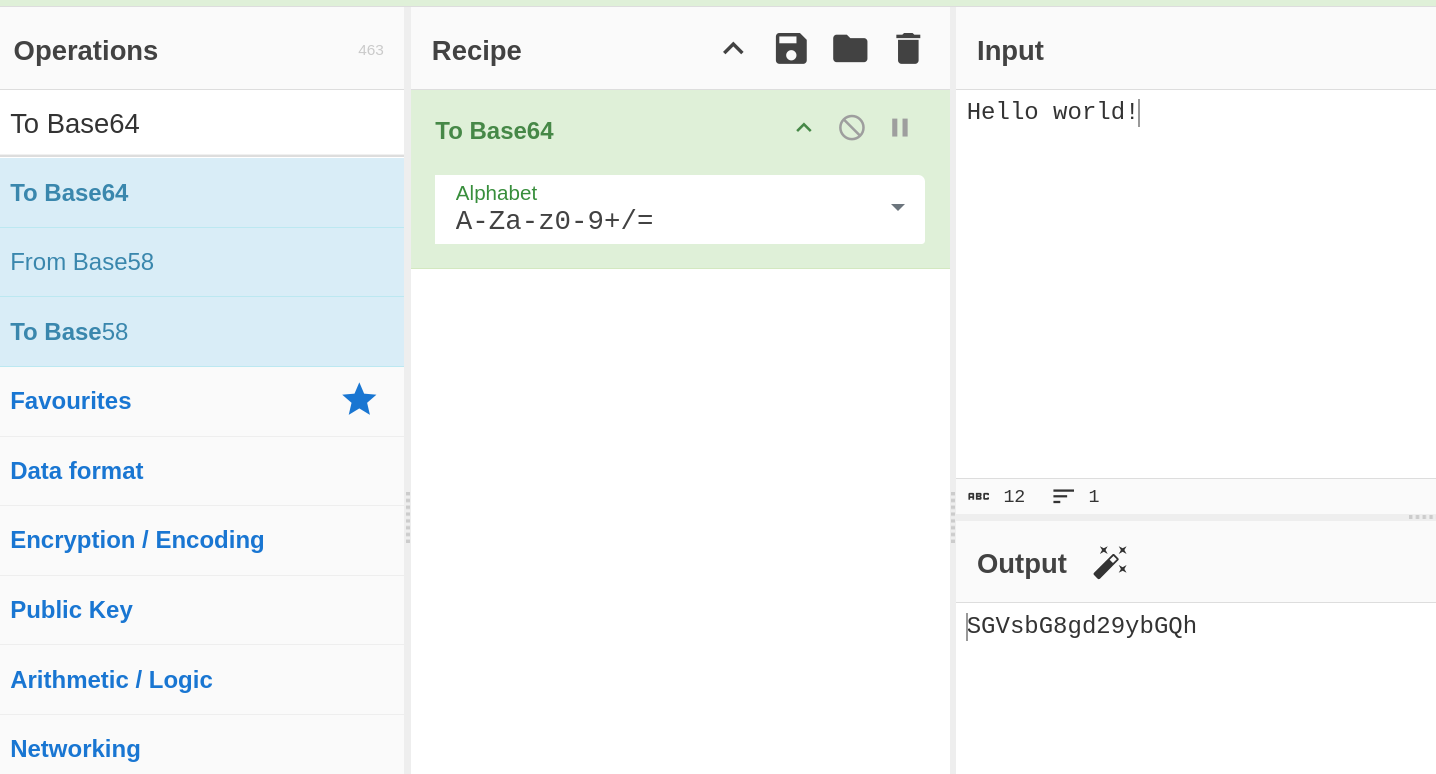 Operations
463
To Base64
To Base64
From Base58
To Base58
Favourites
Data format
Encryption / Encoding
Public Key
Arithmetic / Logic
Networking
Recipe
To Base64
Alphabet
A-Za-z0-9+/=
Input
Hello world!
ABC 12 1
Output
SGVsbG8gd29ybGQh